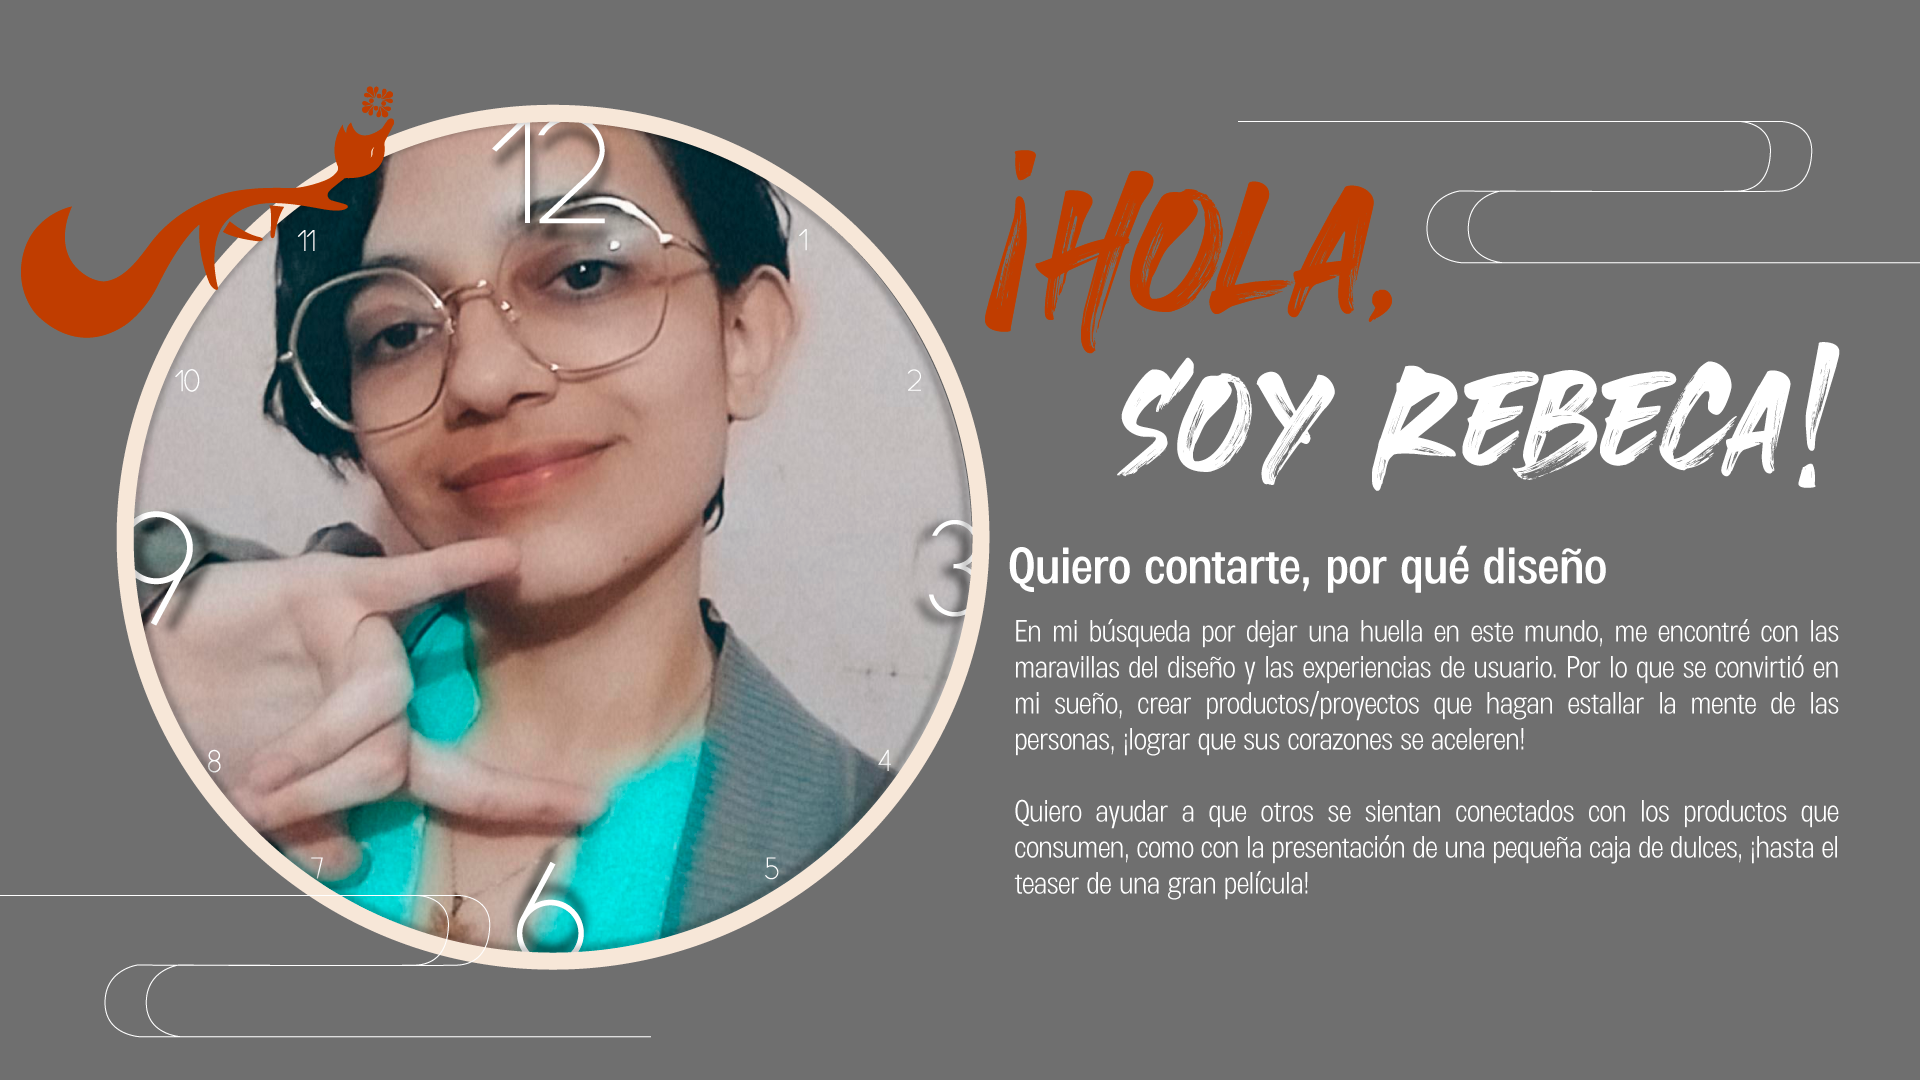 12
11
1
10
2
9
3
8
4
7
5
6
¡HOLA,
SOY REBECA!
Quiero contarte, por qué diseño
En mi búsqueda por dejar una huella en este mundo, me encontré con las
maravillas del diseño y las experiencias de usuario. Por lo que se convirtió en
mi sueño, crear productos/proyectos que hagan estallar la mente de las
personas, ¡lograr que sus corazones se aceleren!
Quiero ayudar a que otros se sientan conectados con los productos que
consumen, como con la presentación de una pequeña caja de dulces, ¡hasta el
teaser de una gran película!